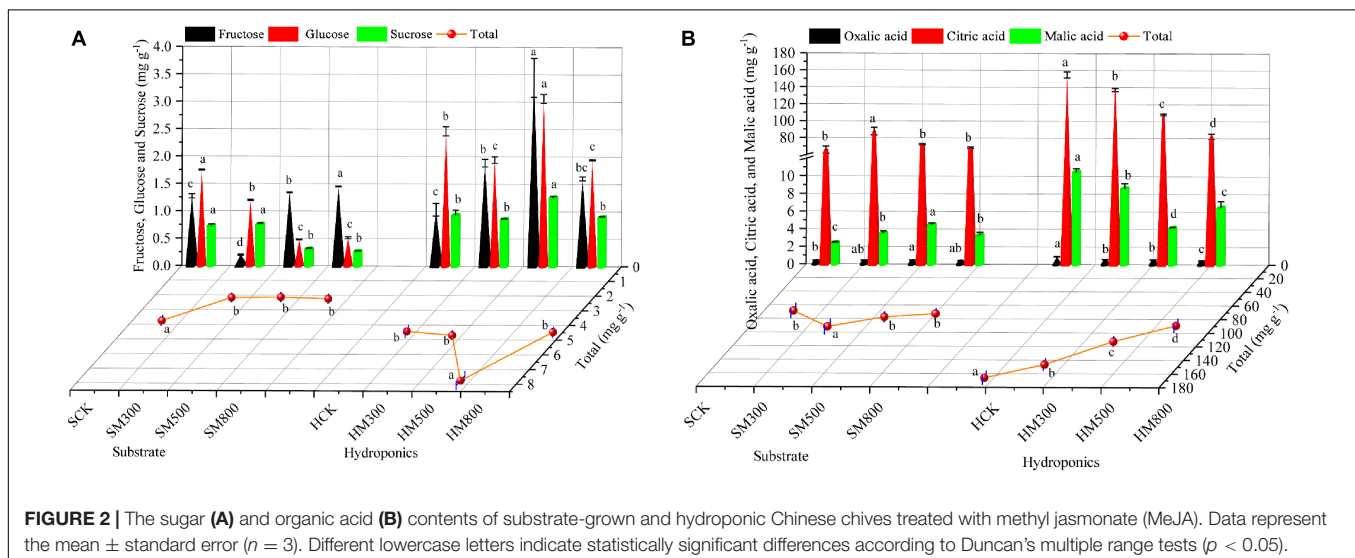 A
Fructose Glucose Sucrose Total
Fructose, Glucose and Sucrose (mg g⁻¹)
4.0
3.5
3.0
2.5
2.0
1.5
1.0
0.5
0.0
c a a
d b a
b c b
a c b
c b b
b c b
a a a
bc b b
a b b b
b b a b
0
1
2
3
4
5
6
7
8
Total (mg g⁻¹)
SCK SM300 SM500 SM800 HCK HM300 HM500 HM800
Substrate Hydroponics
B
Oxalic acid Citric acid Malic acid Total
Oxalic acid, Citric acid, and Malic acid (mg g⁻¹)
180
160
140
120
100
80
10
8
6
4
2
0
b b c
ab a b
a b a
ab b b
a a a
b b b
b c d
b d c
b a b b
a b c d
0
20
40
60
80
100
120
140
160
180
Total (mg g⁻¹)
SCK SM300 SM500 SM800 HCK HM300 HM500 HM800
Substrate Hydroponics
FIGURE 2 | The sugar (A) and organic acid (B) contents of substrate-grown and hydroponic Chinese chives treated with methyl jasmonate (MeJA). Data represent
the mean ± standard error (n = 3). Different lowercase letters indicate statistically significant differences according to Duncan's multiple range tests (p < 0.05).